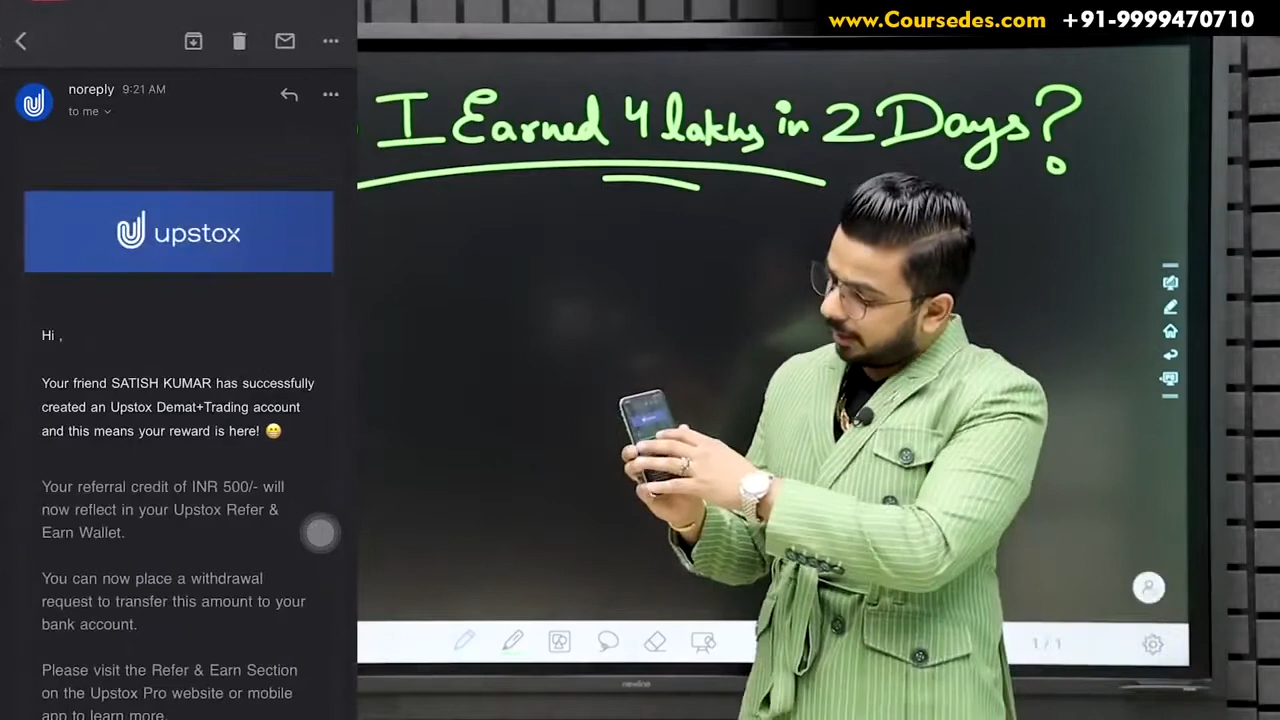 www.Coursedes.com +91-9999470710
noreply 9:21 AM
to me
upstox
Hi ,
Your friend SATISH KUMAR has successfully
created an Upstox Demat+Trading account
and this means your reward is here! 😁
Your referral credit of INR 500/- will
now reflect in your Upstox Refer &
Earn Wallet.
You can now place a withdrawal
request to transfer this amount to your
bank account.
Please visit the Refer & Earn Section
on the Upstox Pro website or mobile
app to learn more.
I Earned 4 lakhs in 2 Days?
1 / 1
newline